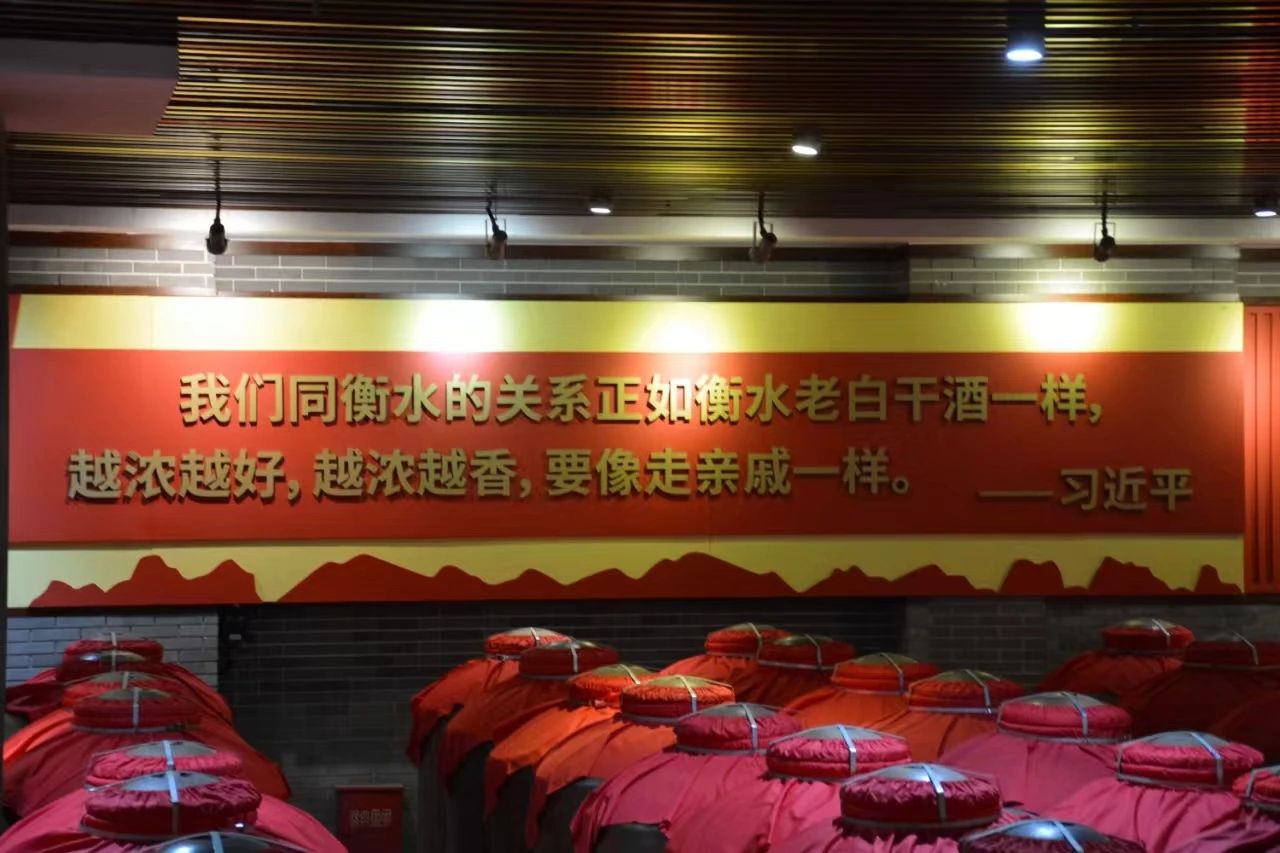 我们同衡水的关系正如衡水老白干酒一样，
越浓越好，越浓越香，要像走亲戚一样。 ——习近平